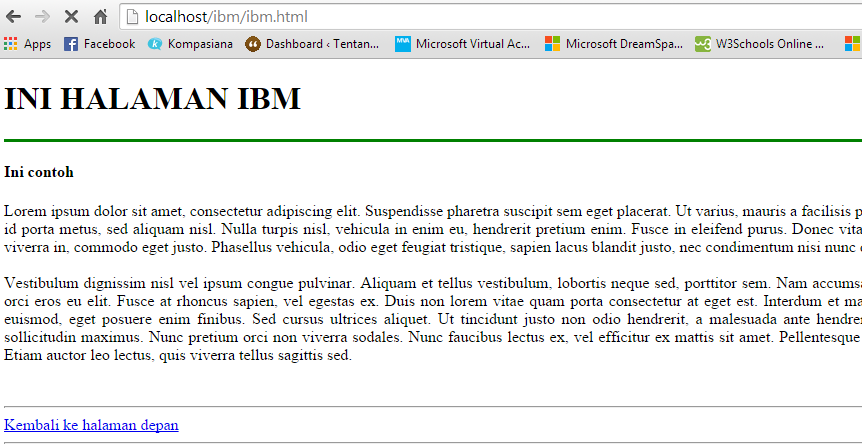 localhost/ibm/ibm.html
Apps Facebook Kompasiana Dashboard ‹ Tentan... Microsoft Virtual Ac... Microsoft DreamSpa... W3Schools Online ...
INI HALAMAN IBM
Ini contoh
Lorem ipsum dolor sit amet, consectetur adipiscing elit. Suspendisse pharetra suscipit sem eget placerat. Ut varius, mauris a facilisis
id porta metus, sed aliquam nisl. Nulla turpis nisl, vehicula in enim eu, hendrerit pretium enim. Fusce in eleifend purus. Donec
viverra in, commodo eget justo. Phasellus vehicula, odio eget feugiat tristique, sapien lacus blandit justo, nec condimentum nisi nunc
Vestibulum dignissim nisl vel ipsum congue pulvinar. Aliquam et tellus vestibulum, lobortis neque sed, porttitor sem. Nam
orci eros eu elit. Fusce at rhoncus sapien, vel egestas ex. Duis non lorem vitae quam porta consectetur at eget est. Interdum et
euismod, eget posuere enim finibus. Sed cursus ultrices aliquet. Ut tincidunt justo non odio hendrerit, a malesuada ante
sollicitudin maximus. Nunc pretium orci non viverra sodales. Nunc faucibus lectus ex, vel efficitur ex mattis sit amet. Pellentesque
Etiam auctor leo lectus, quis viverra tellus sagittis sed.
Kembali ke halaman depan